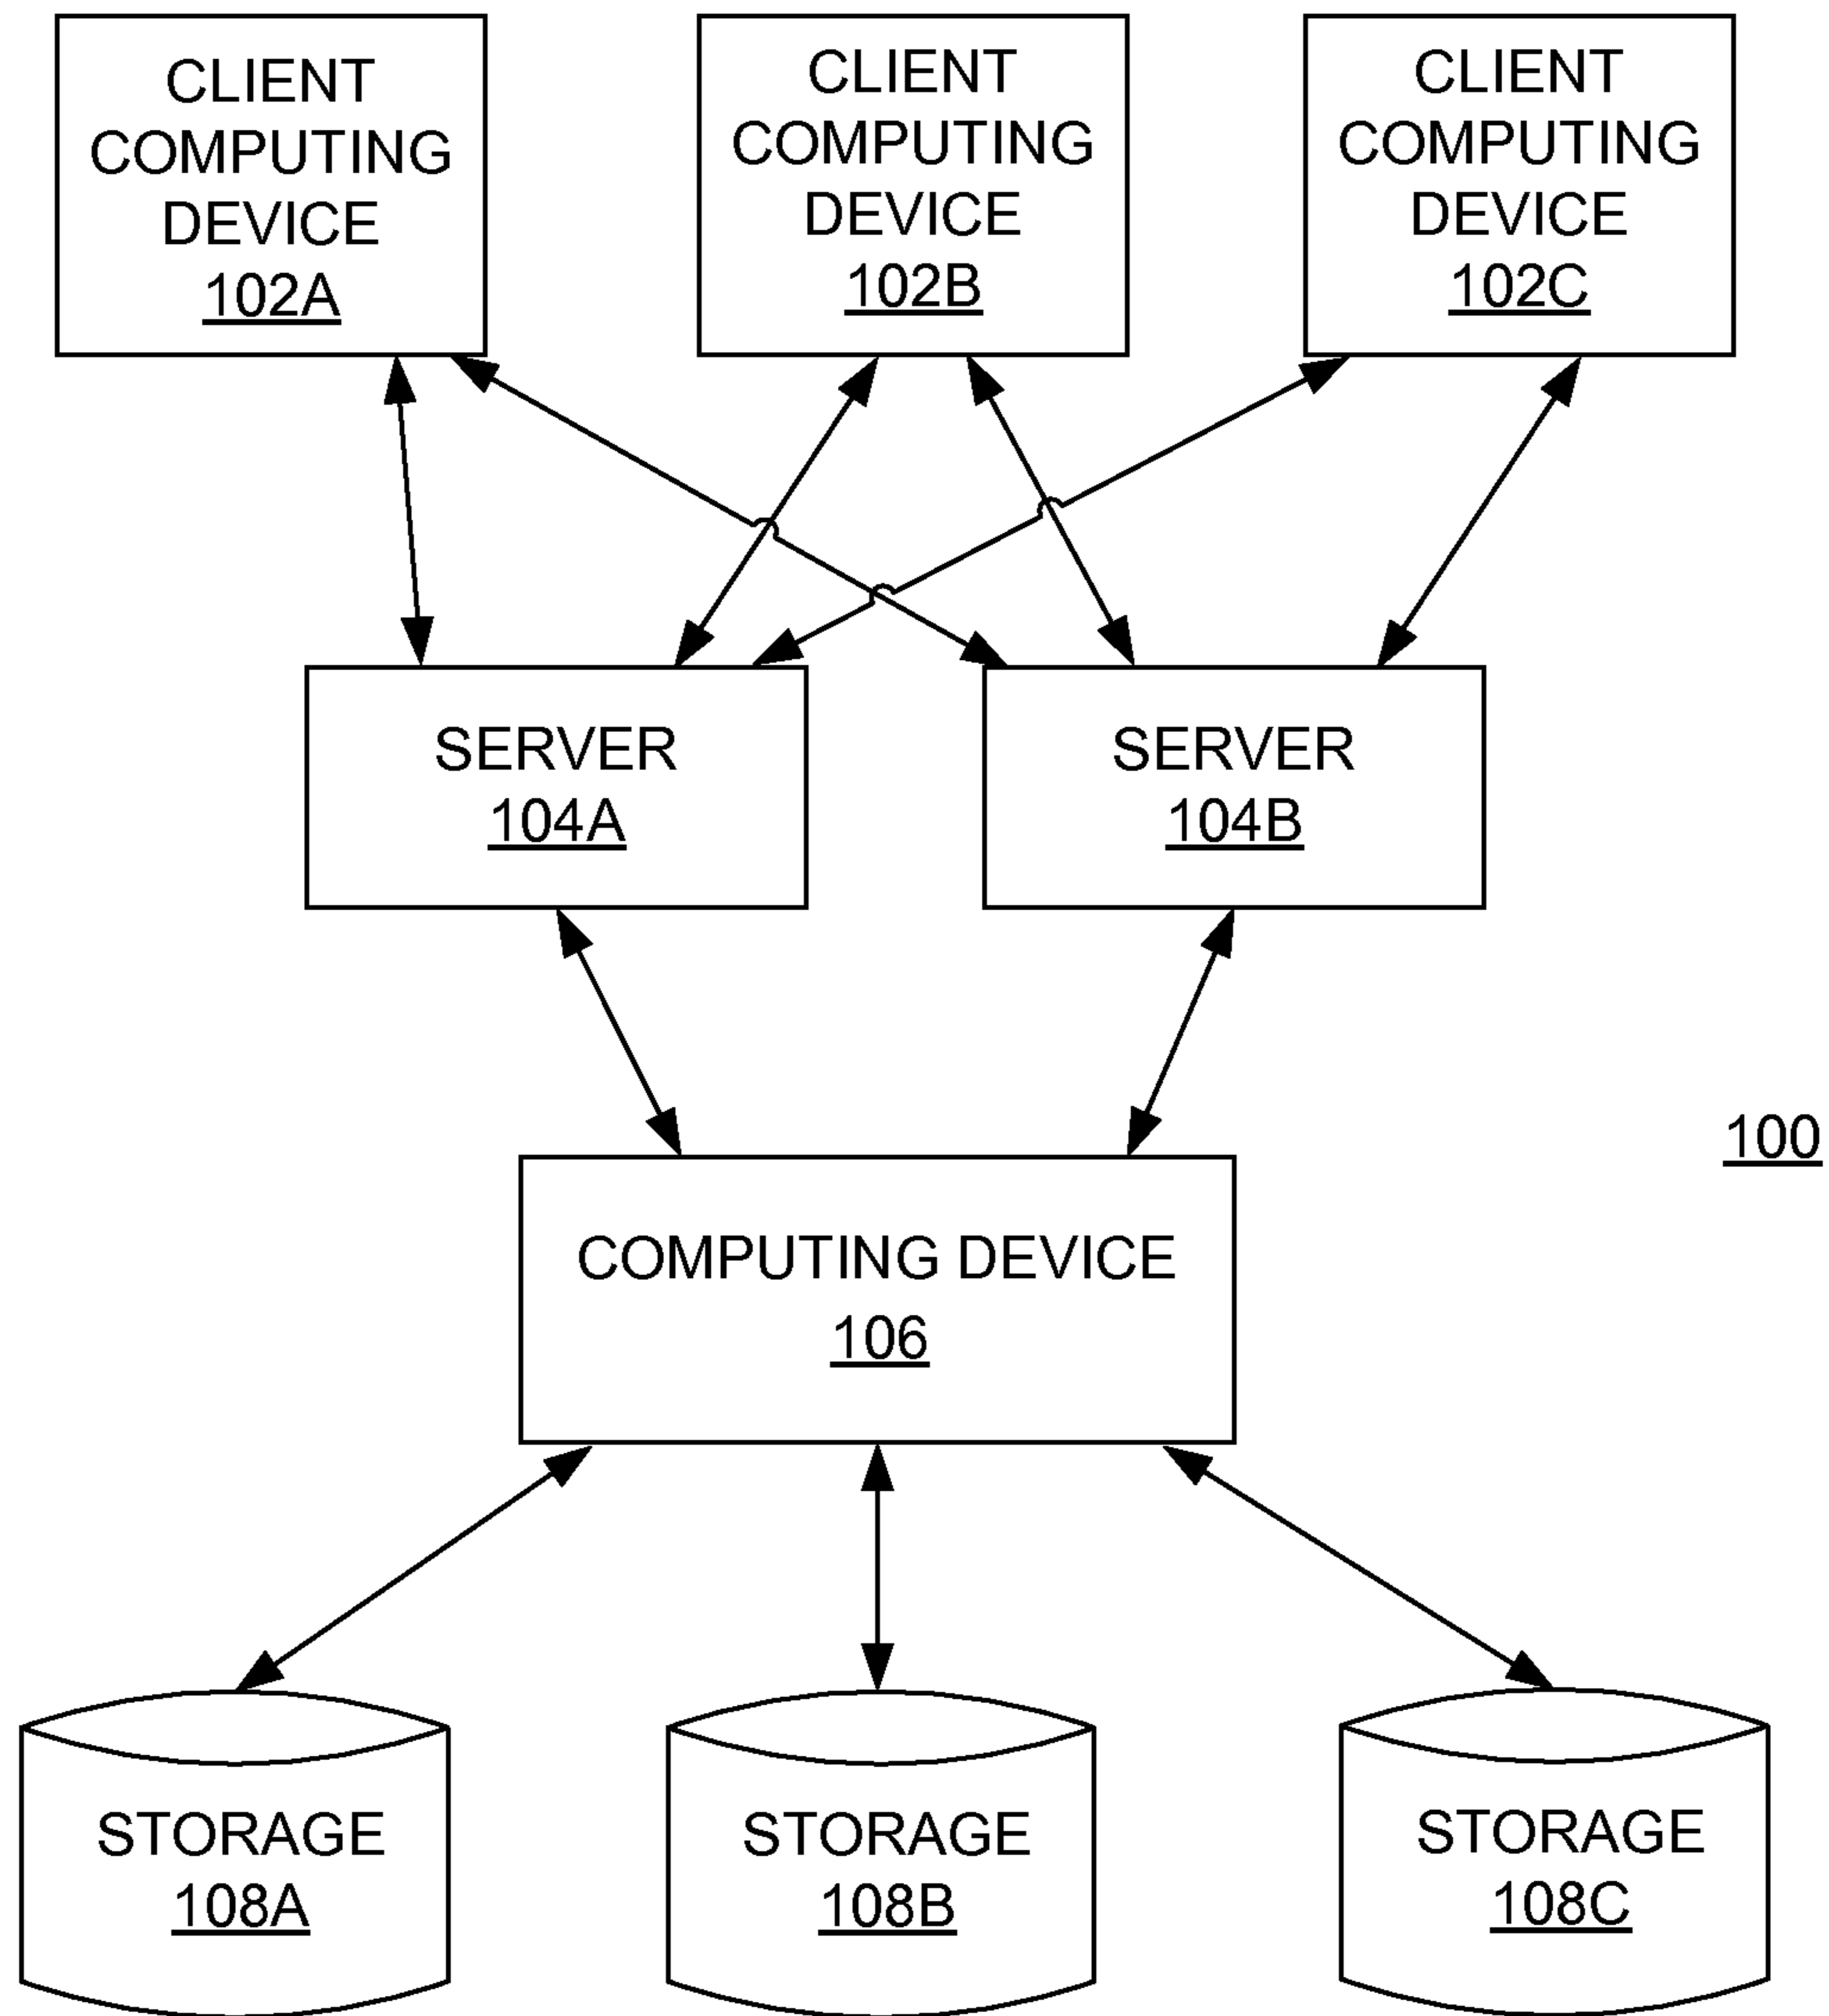 CLIENT
COMPUTING
DEVICE
102A
CLIENT
COMPUTING
DEVICE
102B
CLIENT
COMPUTING
DEVICE
102C
SERVER
104A
SERVER
104B
100
COMPUTING DEVICE
106
STORAGE
108A
STORAGE
108B
STORAGE
108C